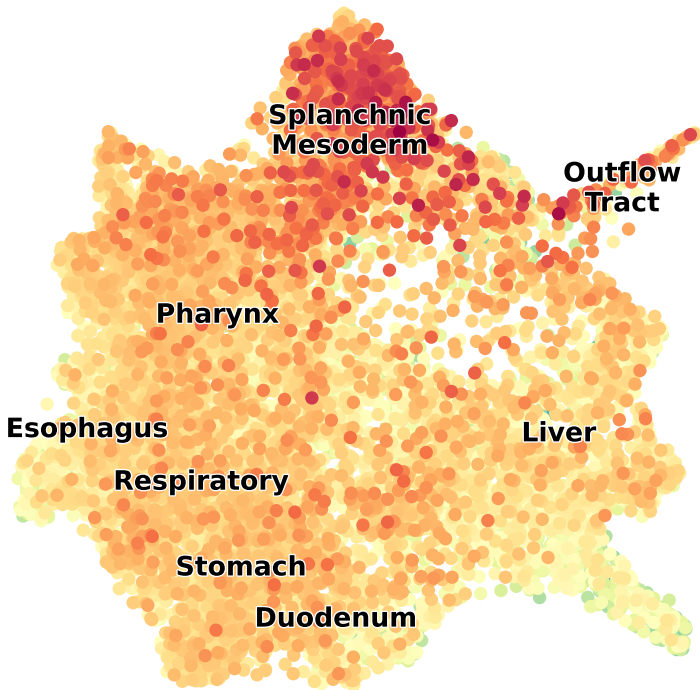 Splanchnic
Mesoderm
Outflow
Tract
Pharynx
Esophagus
Liver
Respiratory
Stomach
Duodenum